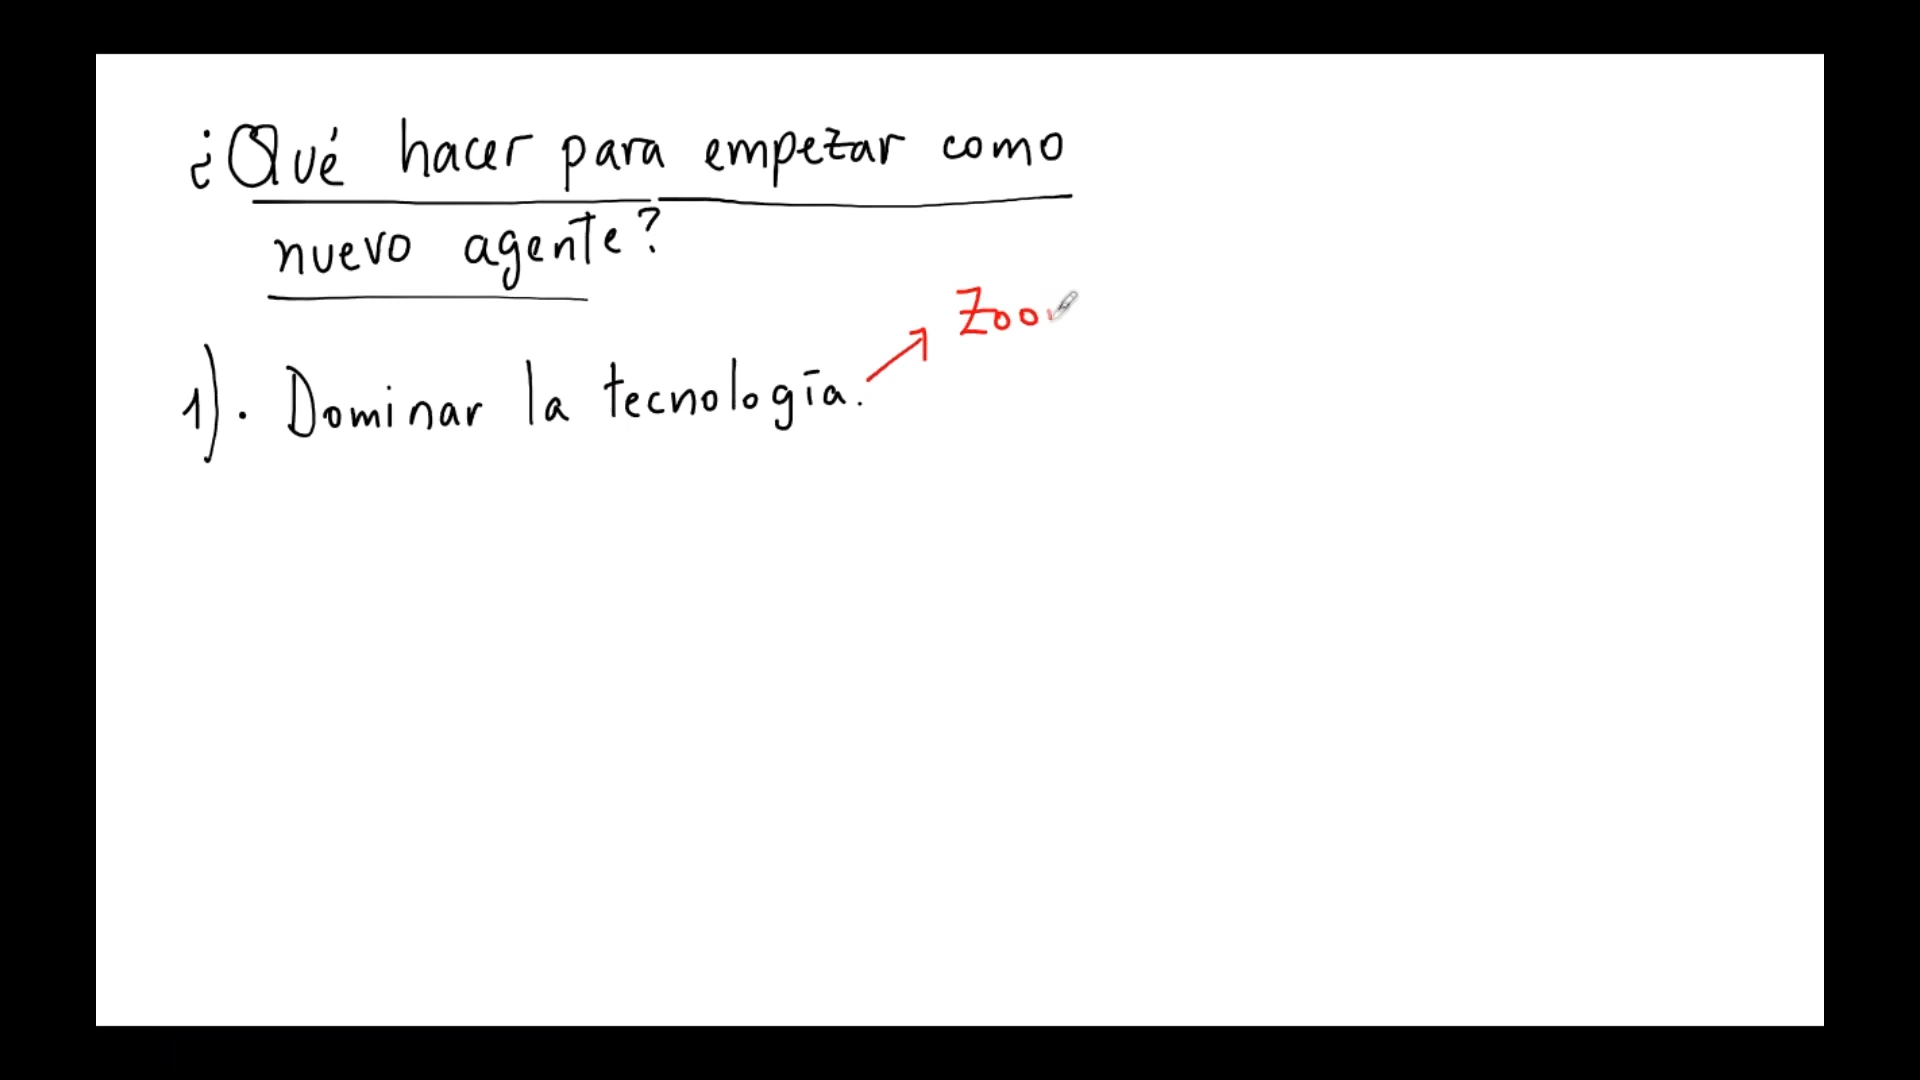 ¿Qué hacer para empezar como
nuevo agente?
Zoo
1). Dominar la tecnología.